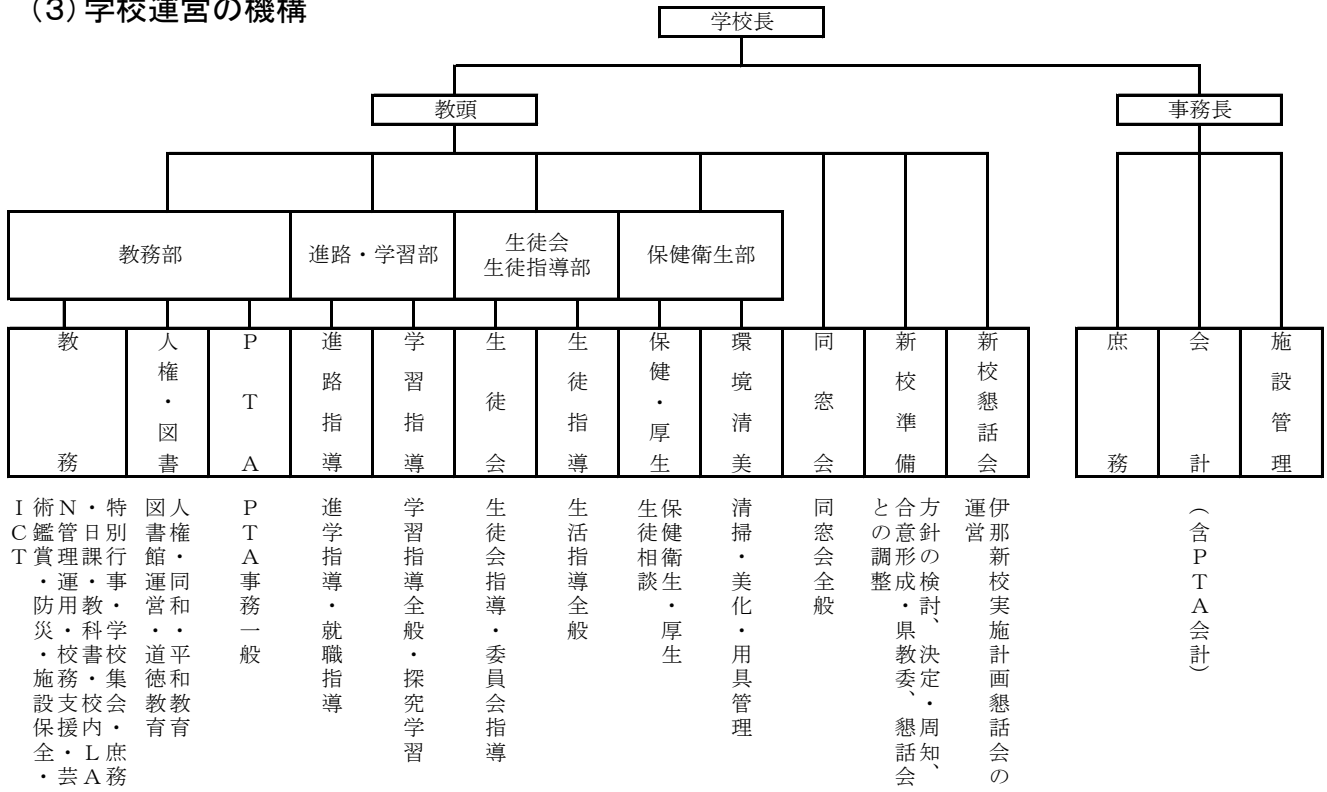 （3）学校運営の機構
学校長
教頭
事務長
教務部
進路・学習部
生徒会
生徒指導部
保健衛生部
教務
人権・図書
ＰＴＡ
進路指導
学習指導
生徒会
生徒指導
保健・厚生
環境清美
同窓会
新校準備
新校懇話会
庶務
会計
施設管理
特別行事・学校集会・庶務
・日課・教科書・校内ＬＡ
Ｎ管理運用・校務支援・芸
術鑑賞・防災・施設保全・
ＩＣＴ
人権・同和・平和教育
図書館運営・道徳教育
ＰＴＡ事務一般
進学指導・就職指導
学習指導全般・探究学習
生徒会指導・委員会指導
生活指導全般
保健衛生・厚生
生徒相談
清掃・美化・用具管理
同窓会全般
方針の検討、決定・周知、
合意形成・県教委、懇話会
との調整
伊那新校実施計画懇話会の
運営
（含ＰＴＡ会計）